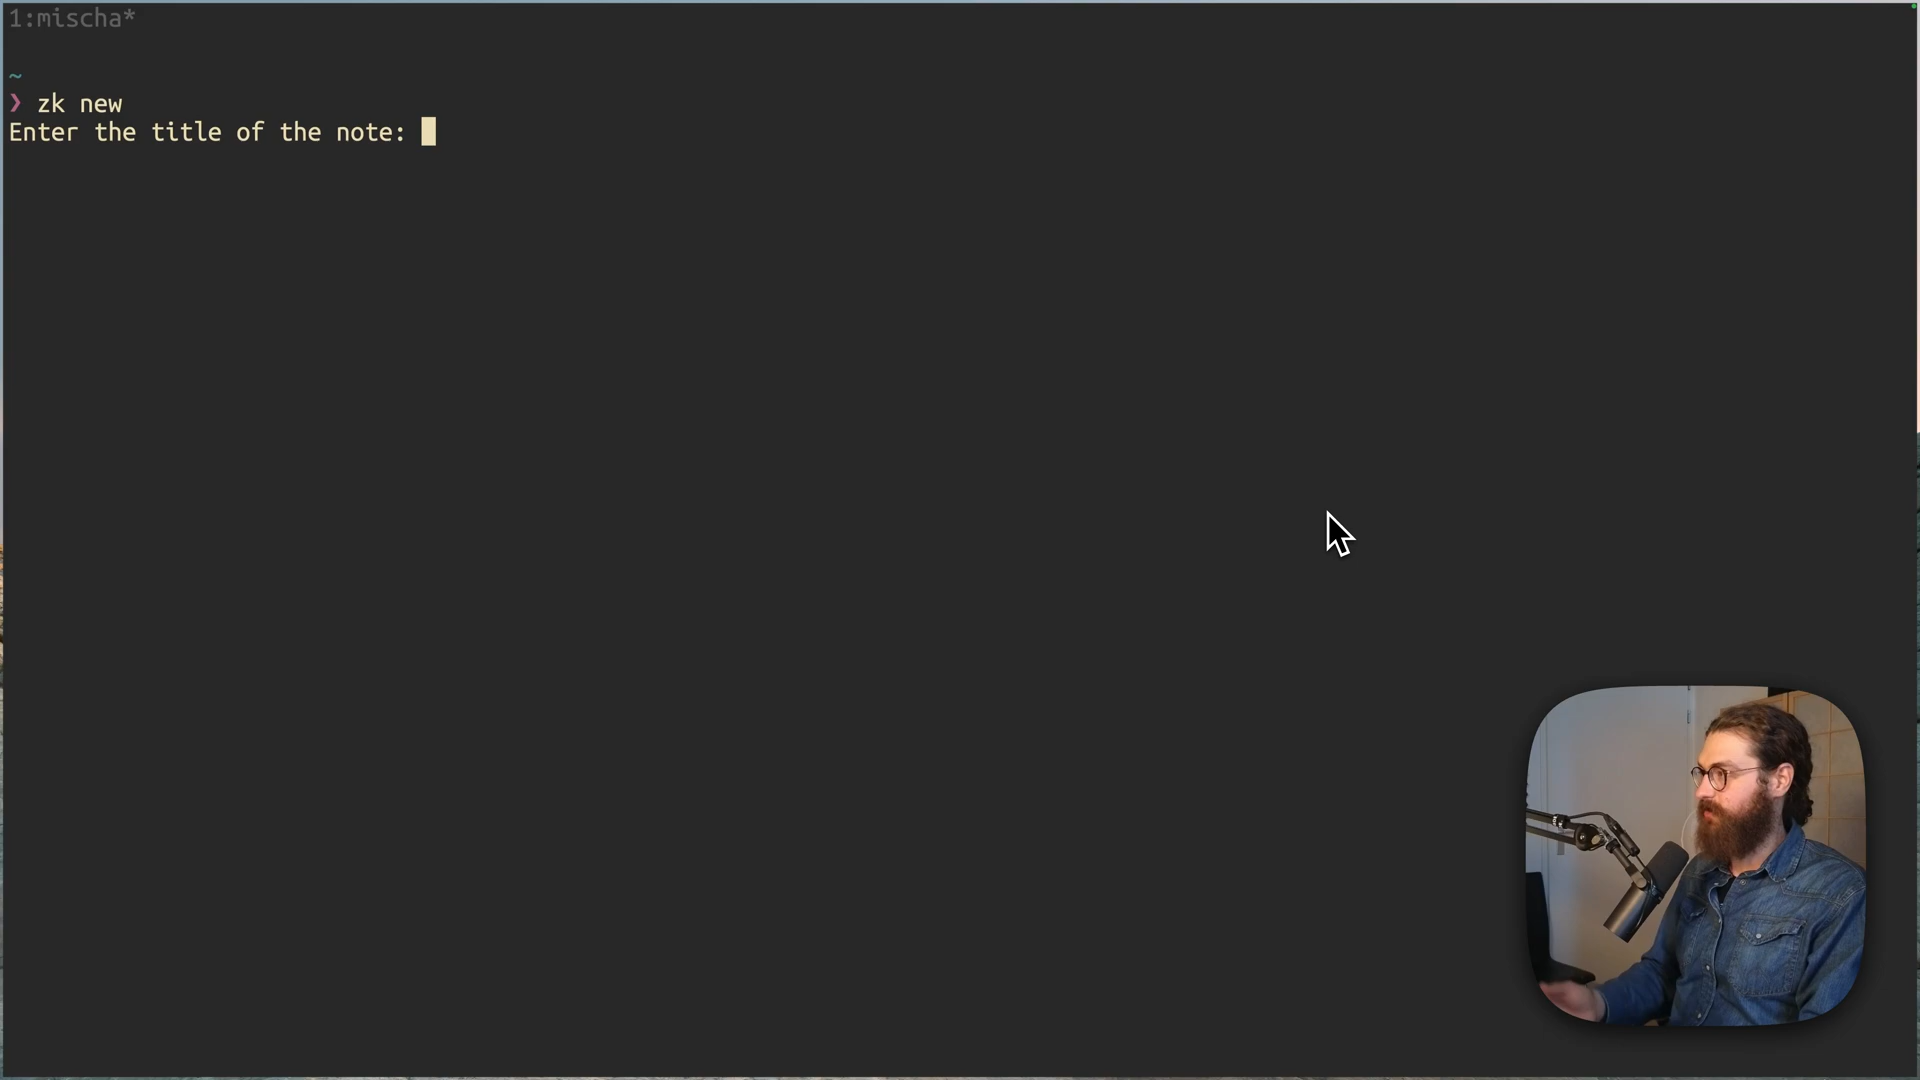 1:mischa*
~
❯ zk new
Enter the title of the note: